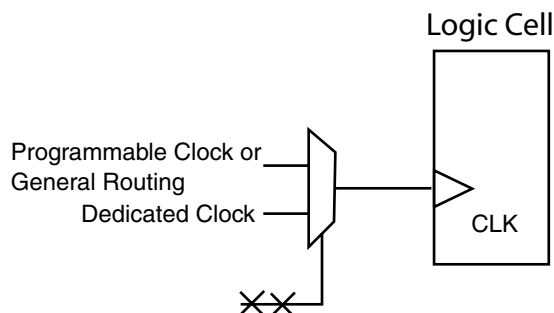 Logic Cell
Programmable Clock or
General Routing
Dedicated Clock
CLK